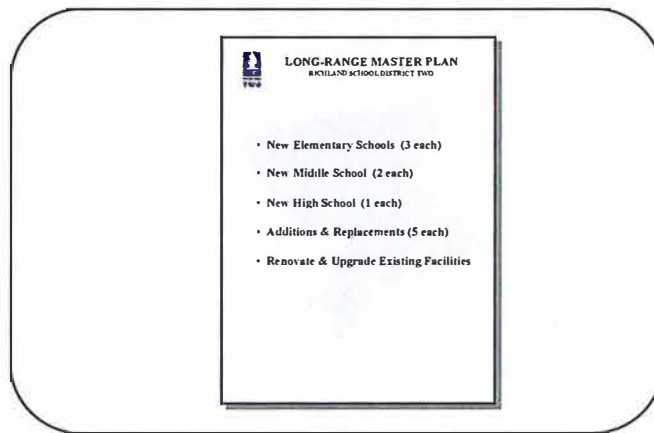 LONG-RANGE MASTER PLAN
RICHLAND SCHOOL DISTRICT TWO
TWO
• New Elementary Schools (3 each)
• New Middle School (2 each)
• New High School (1 each)
• Additions & Replacements (5 each)
• Renovate & Upgrade Existing Facilities